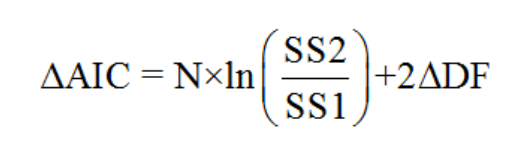 ΔAIC = N×ln(SS2/SS1)+2ΔDF